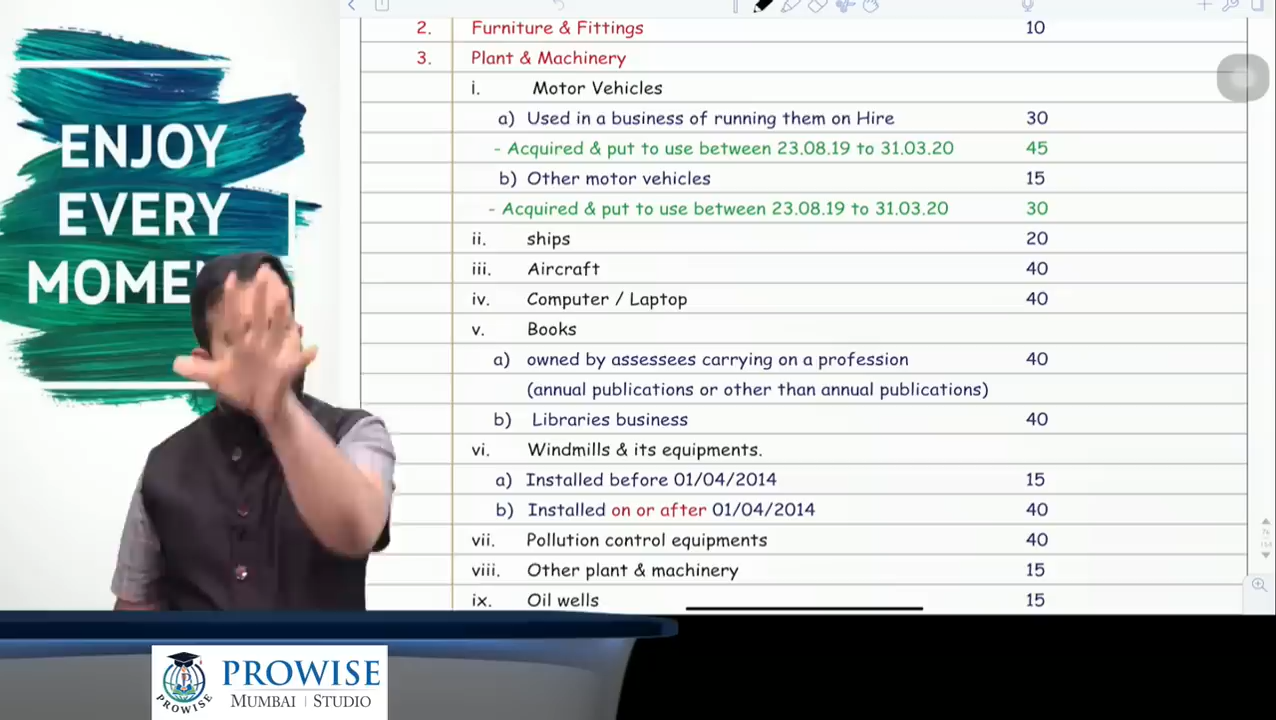 ENJOY
EVERY
2. Furniture & Fittings 10
3. Plant & Machinery
i. Motor Vehicles
a) Used in a business of running them on Hire 30
- Acquired & put to use between 23.08.19 to 31.03.20 45
b) Other motor vehicles 15
- Acquired & put to use between 23.08.19 to 31.03.20 30
ii. ships 20
iii. Aircraft 40
iv. Computer / Laptop 40
v. Books
a) owned by assessees carrying on a profession 40
(annual publications or other than annual publications)
b) Libraries business 40
vi. Windmills & its equipments.
a) Installed before 01/04/2014 15
b) Installed on or after 01/04/2014 40
vii. Pollution control equipments 40
viii. Other plant & machinery 15
ix. Oil wells 15
PROWISE
PROWISE
MUMBAI | STUDIO